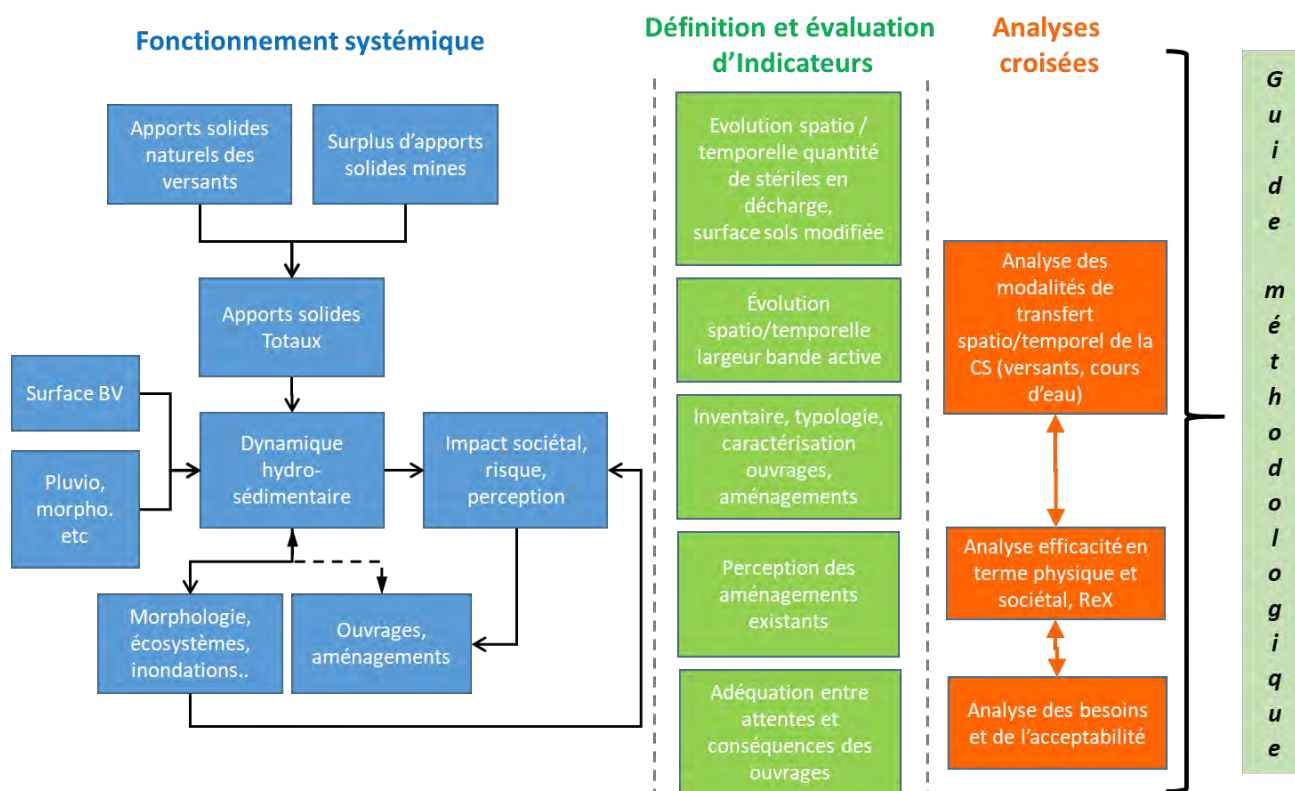 Fonctionnement systémique
Apports solides
naturels des
versants
Surplus d'apports
solides mines
Apports solides
Totaux
Surface BV
Pluvio,
morpho.
etc
Dynamique
hydro-
sédimentaire
Impact sociétal,
risque,
perception
Morphologie,
écosystèmes,
inondations..
Ouvrages,
aménagements
Définition et évaluation
d'Indicateurs
Evolution spatio /
temporelle quantité
de stériles en
décharge,
surface sols modifiée
Évolution
spatio/temporelle
largeur bande active
Inventaire, typologie,
caractérisation
ouvrages,
aménagements
Perception des
aménagements
existants
Adéquation entre
attentes et
conséquences des
ouvrages
Analyses
croisées
Analyse des
modalités de
transfert
spatio/temporel de la
CS (versants, cours
d'eau)
Analyse efficacité en
terme physique et
sociétal, ReX
Analyse des besoins
et de l'acceptabilité
Guide méthodologique